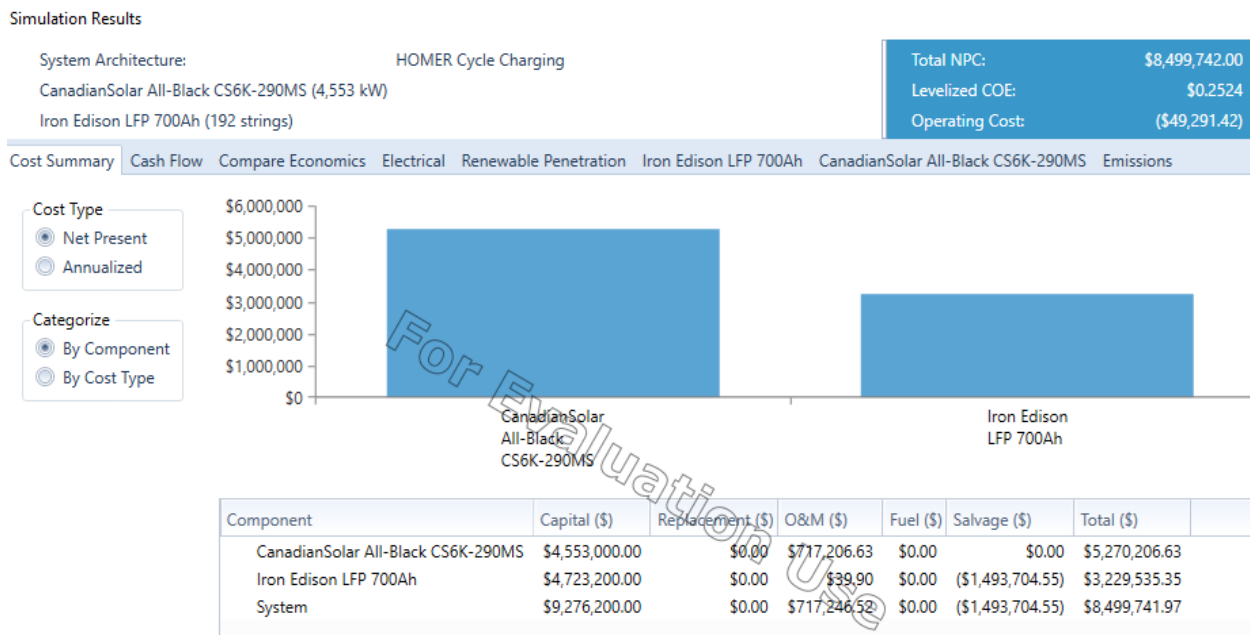 Simulation Results
System Architecture: HOMER Cycle Charging
CanadianSolar All-Black CS6K-290MS (4,553 kW)
Iron Edison LFP 700Ah (192 strings)
Total NPC: $8,499,742.00
Levelized COE: $0.2524
Operating Cost: ($49,291.42)
Cost Summary Cash Flow Compare Economics Electrical Renewable Penetration Iron Edison LFP 700Ah CanadianSolar All-Black CS6K-290MS Emissions
Cost Type
Net Present
Annualized
Categorize
By Component
By Cost Type
$6,000,000
$5,000,000
$4,000,000
$3,000,000
$2,000,000
$1,000,000
$0
CanadianSolar
All-Black
CS6K-290MS
Iron Edison
LFP 700Ah
For Evaluation Use
Component Capital ($) Replacement ($) O&M ($) Fuel ($) Salvage ($) Total ($)
CanadianSolar All-Black CS6K-290MS $4,553,000.00 $0.00 $717,206.63 $0.00 $0.00 $5,270,206.63
Iron Edison LFP 700Ah $4,723,200.00 $0.00 $39.90 $0.00 ($1,493,704.55) $3,229,535.35
System $9,276,200.00 $0.00 $717,246.52 $0.00 ($1,493,704.55) $8,499,741.97